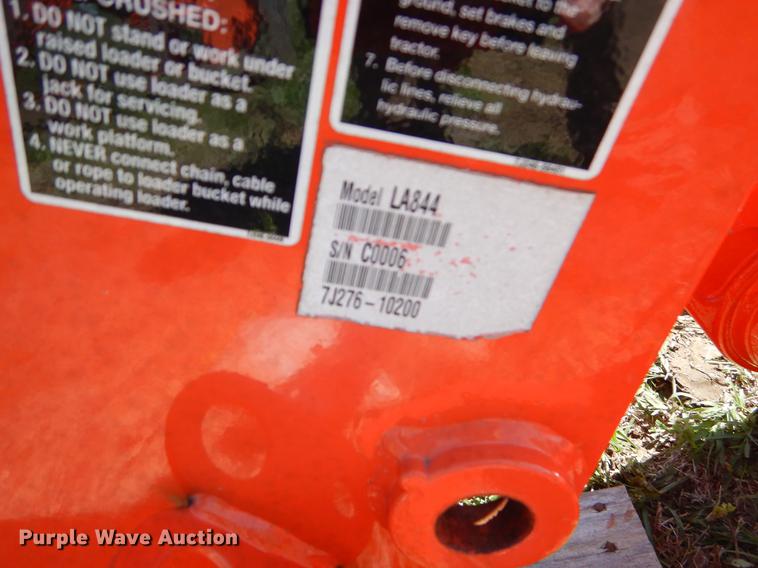 CRUSHED:
1. DO NOT stand or work under
raised loader or bucket.
2. DO NOT use loader as a
jack for servicing.
3. DO NOT use loader as a
work platform.
4. NEVER connect chain, cable
or rope to loader bucket while
operating loader.
to the
ground, set brakes and
remove key before leaving
tractor.
7. Before disconnecting hydrau-
lic lines, relieve all
hydraulic pressure.
Model LA844
S/N C0006
7J276-10200
Purple Wave Auction